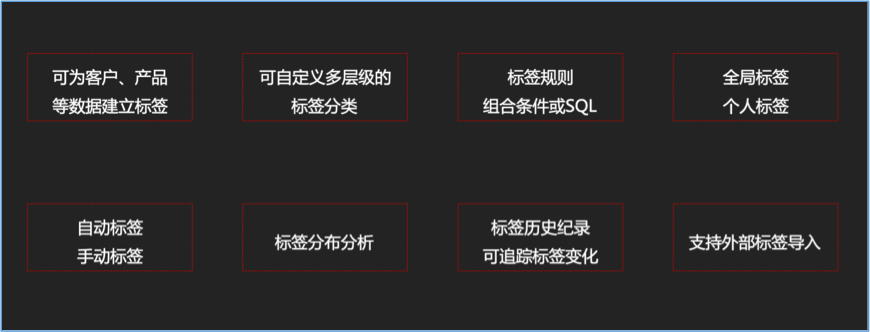 可为客户、产品
等数据建立标签
可自定义多层级的
标签分类
标签规则
组合条件或SQL
全局标签
个人标签
自动标签
手动标签
标签分布分析
标签历史纪录
可追踪标签变化
支持外部标签导入